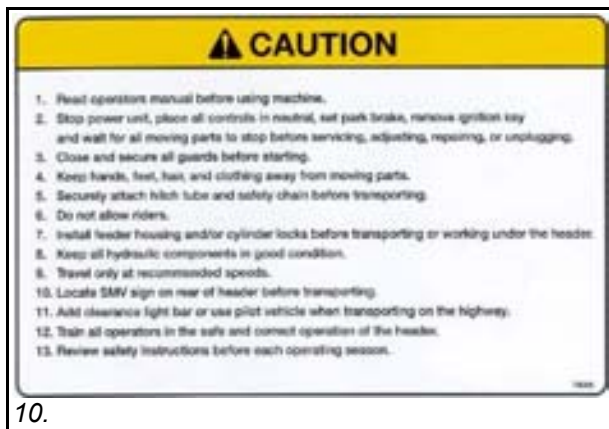 CAUTION
1. Read operators manual before using machine.
2. Stop power unit, place all controls in neutral, set park brake, remove ignition key
and wait for all moving parts to stop before servicing, adjusting, repairing, or unplugging.
3. Close and secure all guards before starting.
4. Keep hands, feet, hair, and clothing away from moving parts.
5. Securely attach hitch tube and safety chain before transporting.
6. Do not allow riders.
7. Install feeder housing and/or cylinder locks before transporting or working under the header.
8. Keep all hydraulic components in good condition.
9. Travel only at recommended speeds.
10. Locate SMV sign on rear of header before transporting.
11. Add clearance light bar or use pilot vehicle when transporting on the highway.
12. Train all operators in the safe and correct operation of the header.
13. Review safety instructions before each operating season.
10.